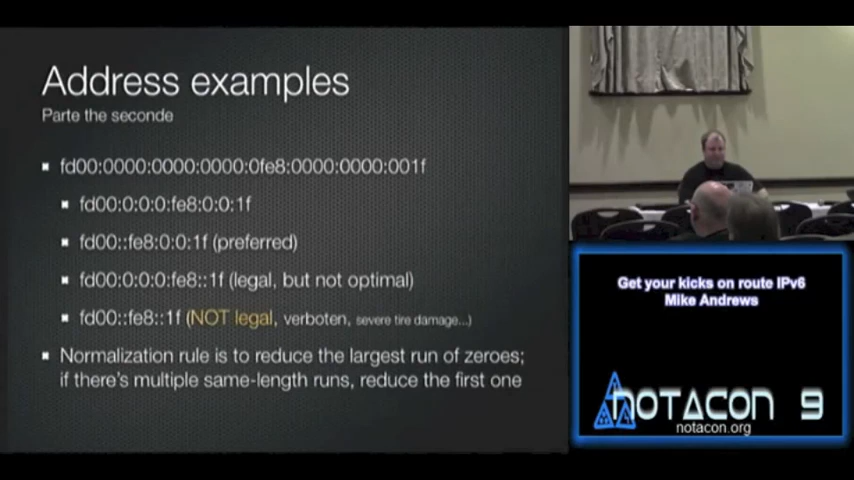 Address examples
Parte the seconde
fd00:0000:0000:0000:0fe8:0000:0000:001f
fd00:0:0:0:fe8:0:0:1f
fd00::fe8:0:0:1f (preferred)
fd00:0:0:0:fe8::1f (legal, but not optimal)
fd00::fe8::1f (NOT legal, verboten, severe tire damage...)
Normalization rule is to reduce the largest run of zeroes;
if there's multiple same-length runs, reduce the first one
Get your kicks on route IPv6
Mike Andrews
NOTACON 9
notacon.org